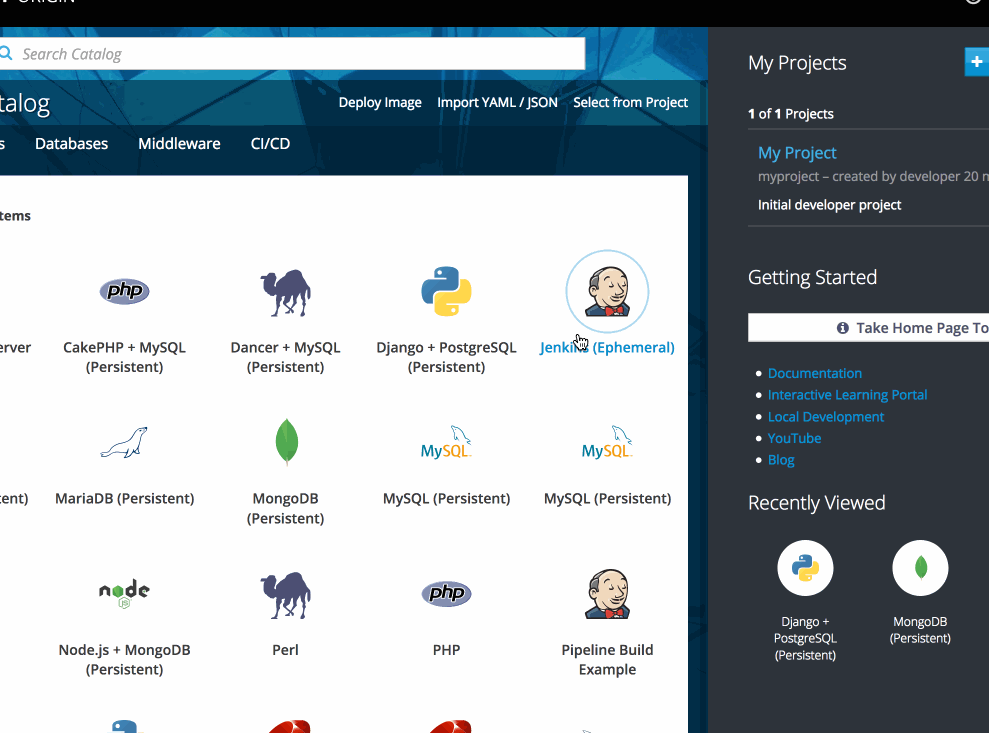 ORIGIN
Search Catalog
talog
Deploy Image Import YAML / JSON Select from Project
s Databases Middleware CI/CD
tems
php
erver
CakePHP + MySQL
(Persistent)
Dancer + MySQL
(Persistent)
Django + PostgreSQL
(Persistent)
Jenkins (Ephemeral)
MySQL
MySQL
tent)
MariaDB (Persistent)
MongoDB
(Persistent)
MySQL (Persistent)
MySQL (Persistent)
node
JS
php
Node.js + MongoDB
(Persistent)
Perl
PHP
Pipeline Build
Example
My Projects
+
1 of 1 Projects
My Project
myproject – created by developer 20 m
Initial developer project
Getting Started
Take Home Page To
Documentation
Interactive Learning Portal
Local Development
YouTube
Blog
Recently Viewed
Django +
PostgreSQL
(Persistent)
MongoDB
(Persistent)